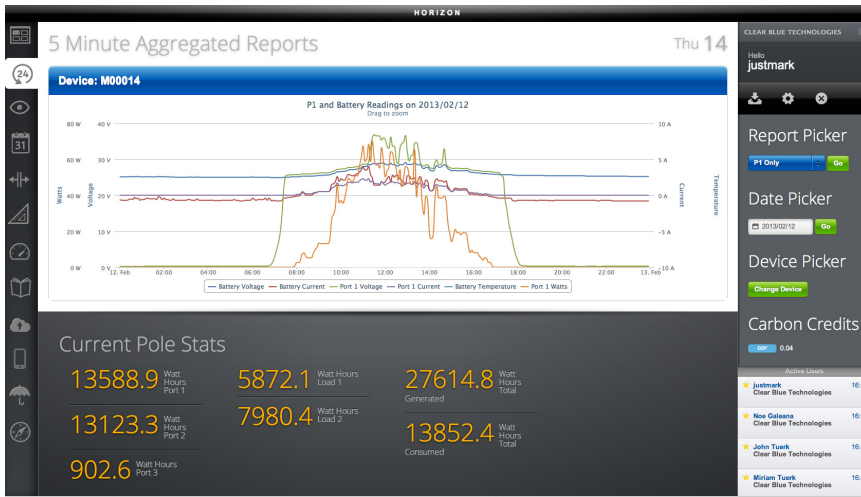 HORIZON
5 Minute Aggregated Reports
Thu 14
Device: M00014
P1 and Battery Readings on 2013/02/12
Drag to zoom
80 W 40 V 10 A
60 W 30 V 5 A
40 W 20 V 0 A
20 W 10 V -5 A
0 W 0 V -10 A
Watts
Voltage
Current
Temperature
12. Feb 02:00 04:00 06:00 08:00 10:00 12:00 14:00 16:00 18:00 20:00 22:00 13. Feb
Battery Voltage Battery Current Port 1 Voltage Port 1 Current Battery Temperature Port 1 Watts
Current Pole Stats
13588.9 Watt Hours Port 1
13123.3 Watt Hours Port 2
902.6 Watt Hours Port 3
5872.1 Watt Hours Load 1
7980.4 Watt Hours Load 2
27614.8 Watt Hours Total
Generated
13852.4 Watt Hours Total
Consumed
24
31
CLEAR BLUE TECHNOLOGIES
Hello
justmark
Report Picker
P1 Only Go
Date Picker
2013/02/12 Go
Device Picker
Change Device
Carbon Credits
CO² 0.04
Active Users
justmark 16:
Clear Blue Technologies
Noe Galeana 16:
Clear Blue Technologies
John Tuerk 16:
Clear Blue Technologies
Miriam Tuerk 16:
Clear Blue Technologies